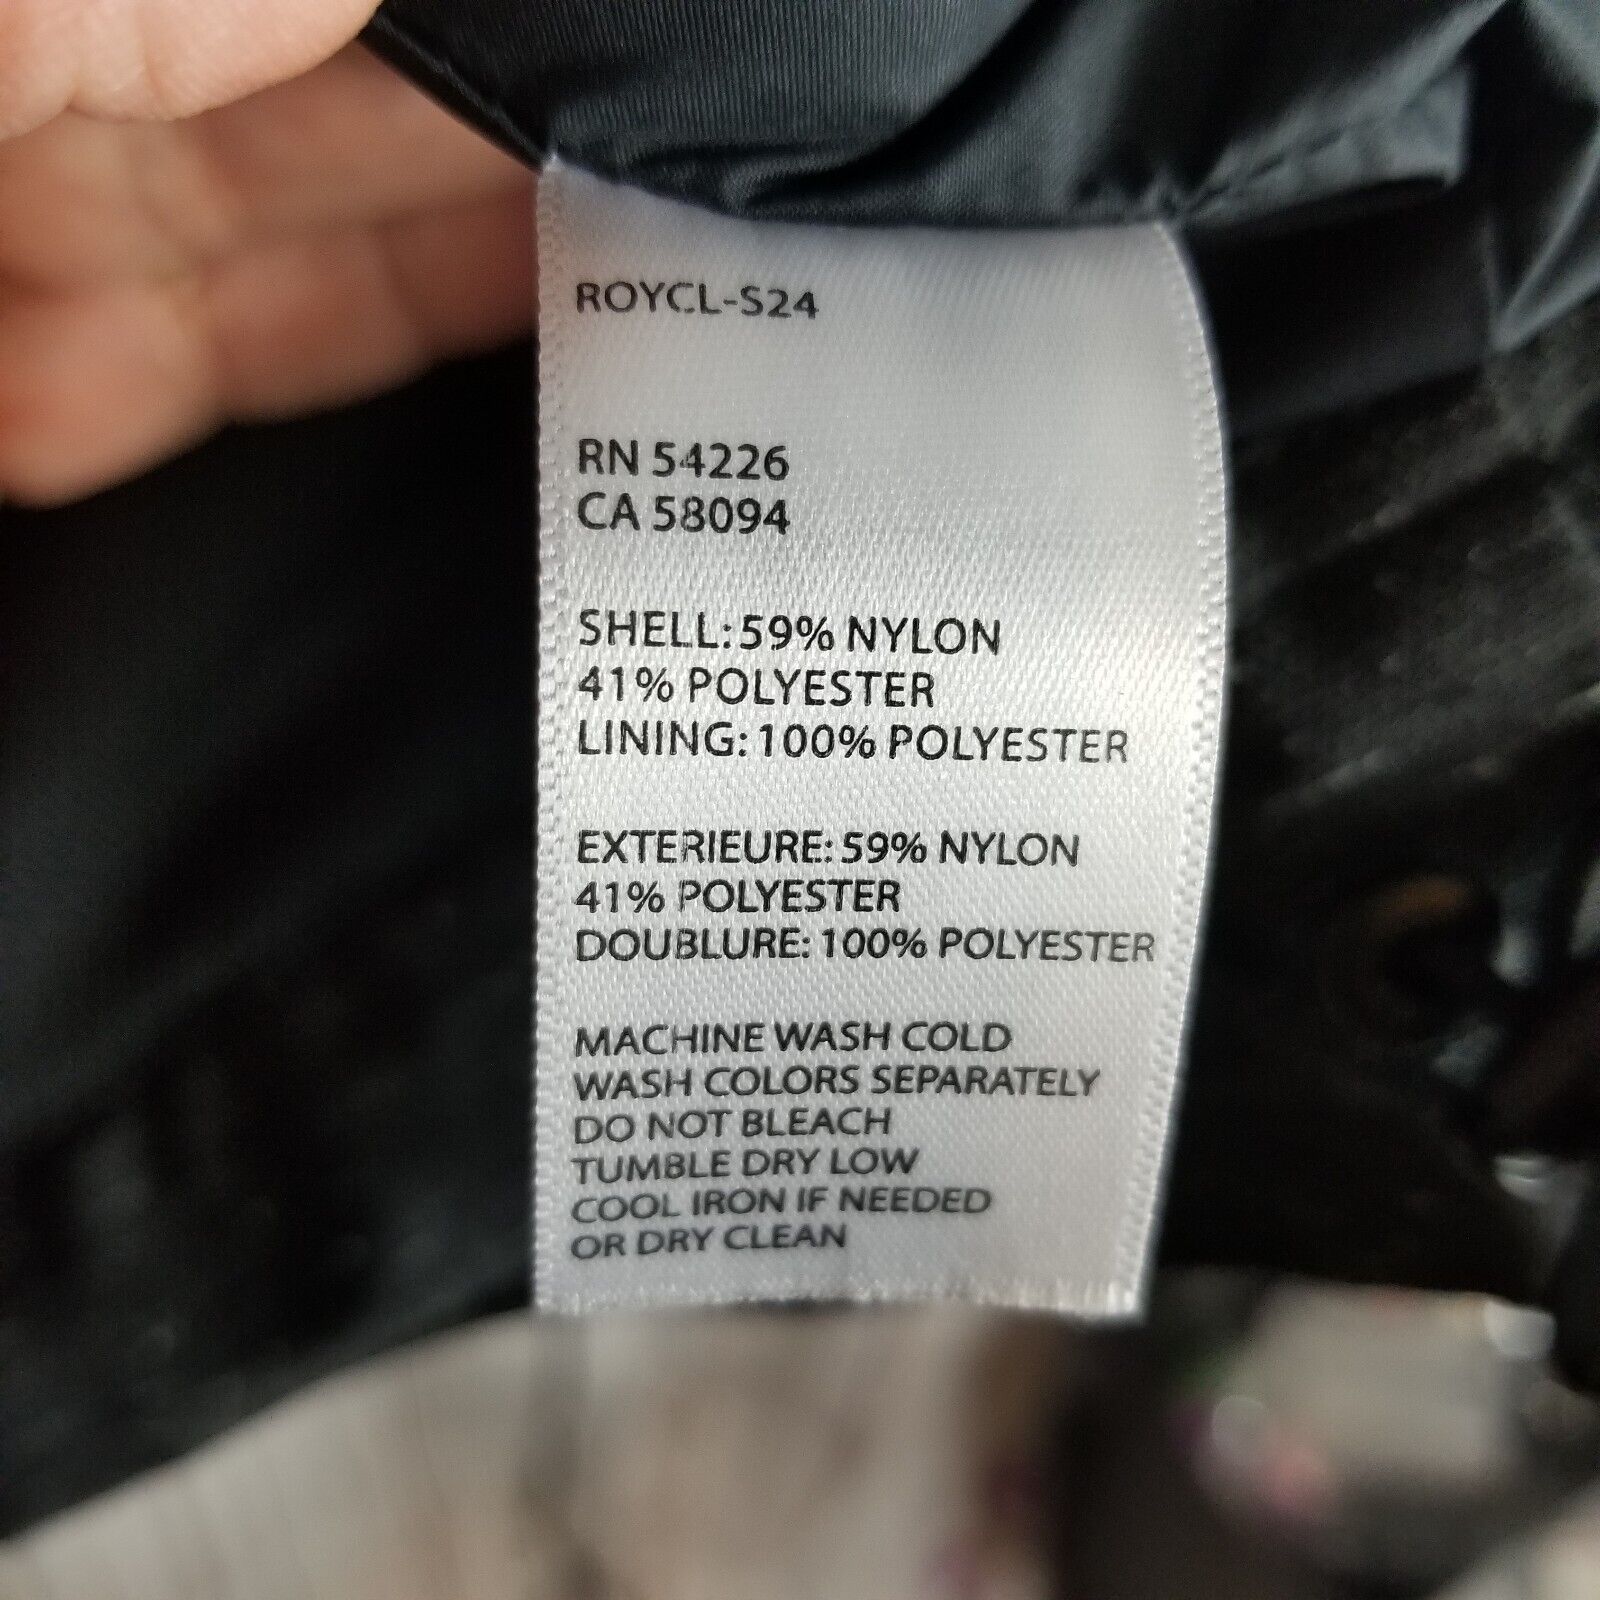 ROYCL-S24
RN 54226
CA 58094
SHELL: 59% NYLON
41% POLYESTER
LINING: 100% POLYESTER
EXTERIEURE: 59% NYLON
41% POLYESTER
DOUBLURE: 100% POLYESTER
MACHINE WASH COLD
WASH COLORS SEPARATELY
DO NOT BLEACH
TUMBLE DRY LOW
COOL IRON IF NEEDED
OR DRY CLEAN